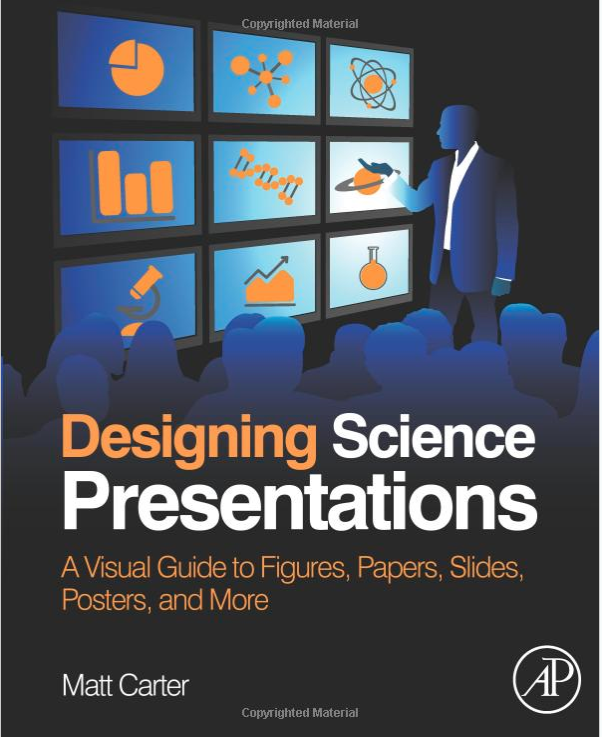 Copyrighted Material
Designing Science
Presentations
A Visual Guide to Figures, Papers, Slides,
Posters, and More
Matt Carter
AP
Copyrighted Material